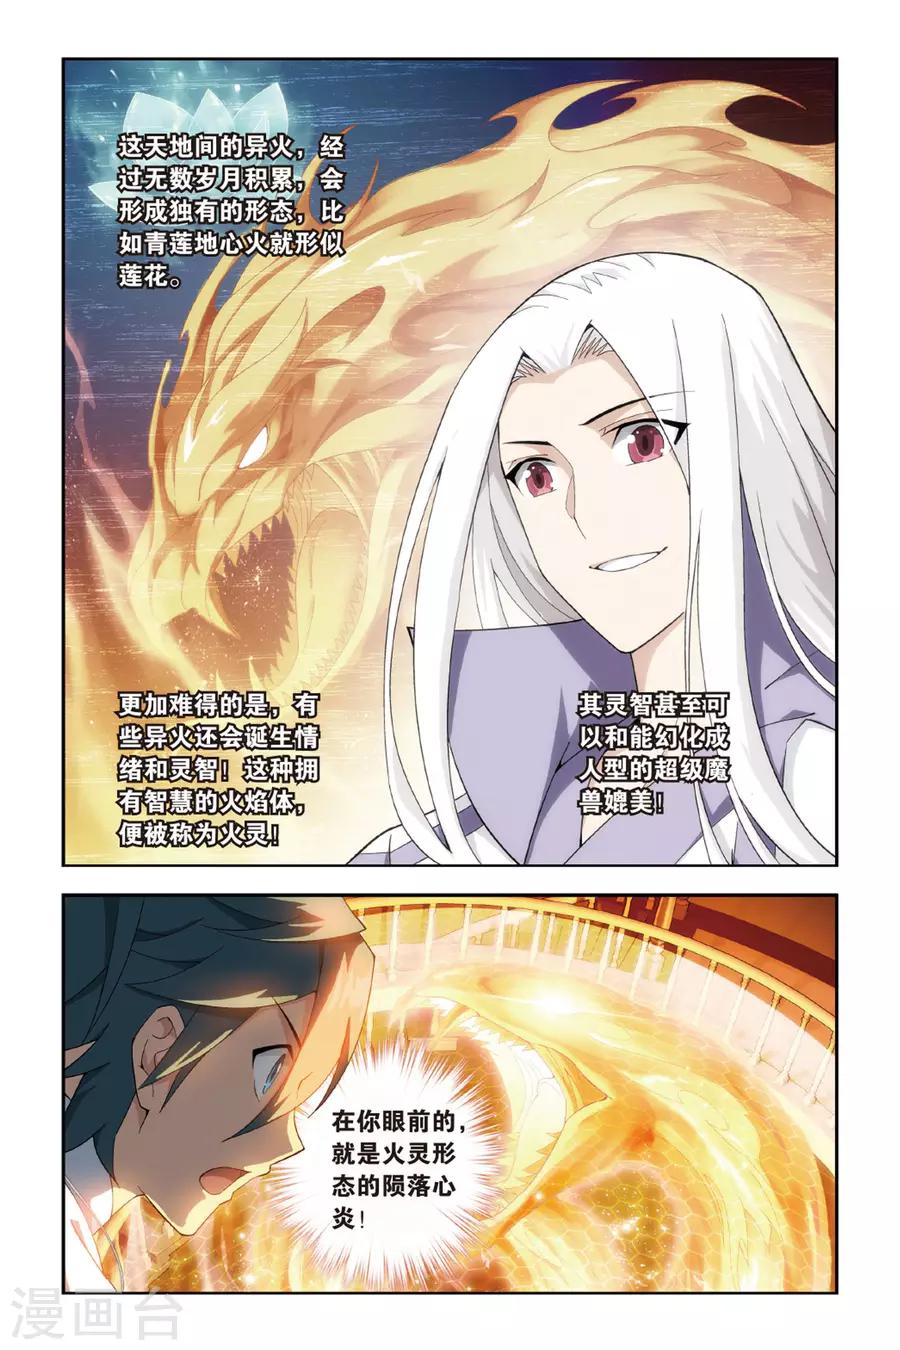 这天地间的异火，经
过无数岁月积累，会
形成独有的形态，比
如青莲地心火就形似
莲花。
更加难得的是，有
些异火还会诞生情
绪和灵智！这种拥
有智慧的火焰体，
便被称为火灵！
其灵智甚至可
以和能幻化成
人型的超级魔
兽媲美！
在你眼前的，
就是火灵形
态的陨落心
炎！
漫画台